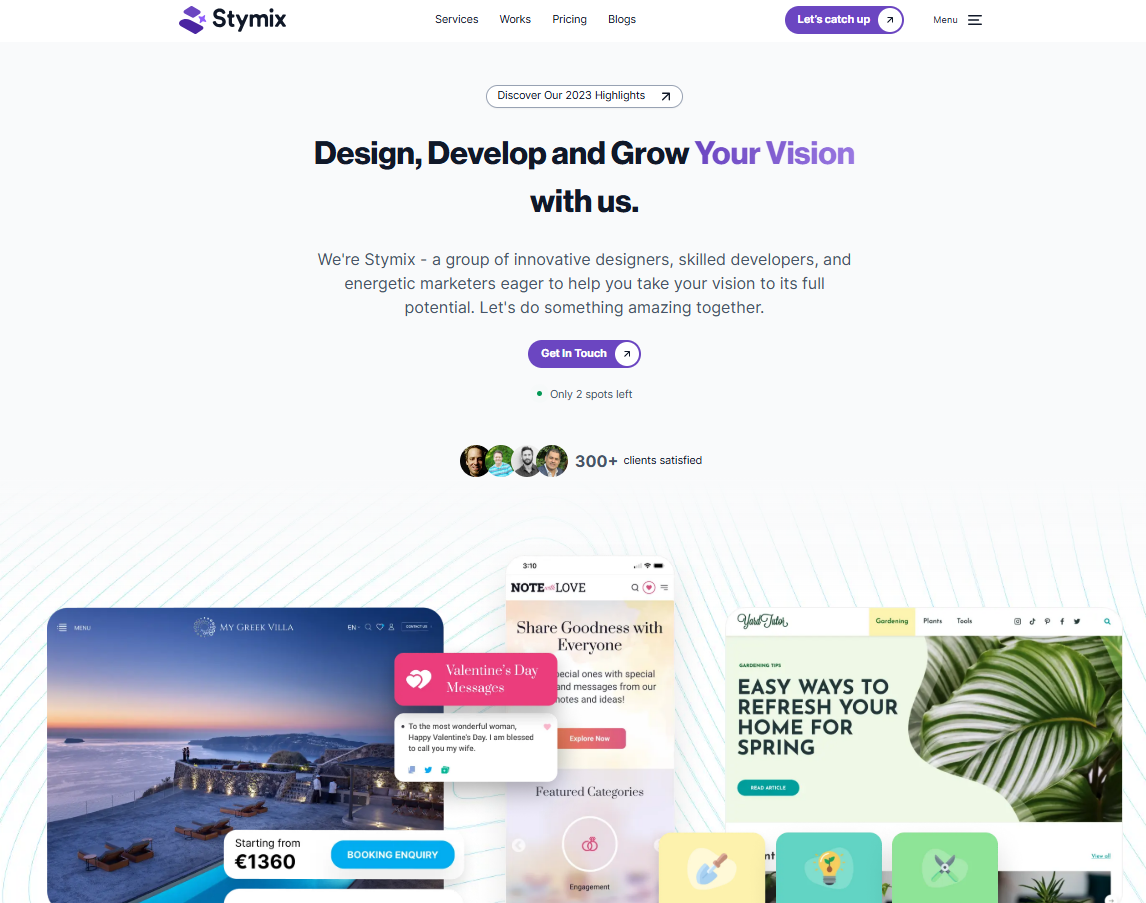 Stymix
Services Works Pricing Blogs
Let's catch up
Menu
Discover Our 2023 Highlights
Design, Develop and Grow Your Vision
with us.
We're Stymix - a group of innovative designers, skilled developers, and
energetic marketers eager to help you take your vision to its full
potential. Let's do something amazing together.
Get In Touch
Only 2 spots left
300+ clients satisfied
MENU
MY GREEK VILLA
EN
CONTACT US
Starting from
€1360
BOOKING ENQUIRY
3:10
NOTE with LOVE
Share Goodness with
Everyone
ecial ones with special
and messages from our
notes and ideas!
Explore Now
Valentine's Day
Messages
To the most wonderful woman,
Happy Valentine's Day. I am blessed
to call you my wife.
Featured Categories
Engagement
Yard Tutor
Gardening Plants Tools
GARDENING TIPS
EASY WAYS TO
REFRESH YOUR
HOME FOR
SPRING
READ ARTICLE
View all